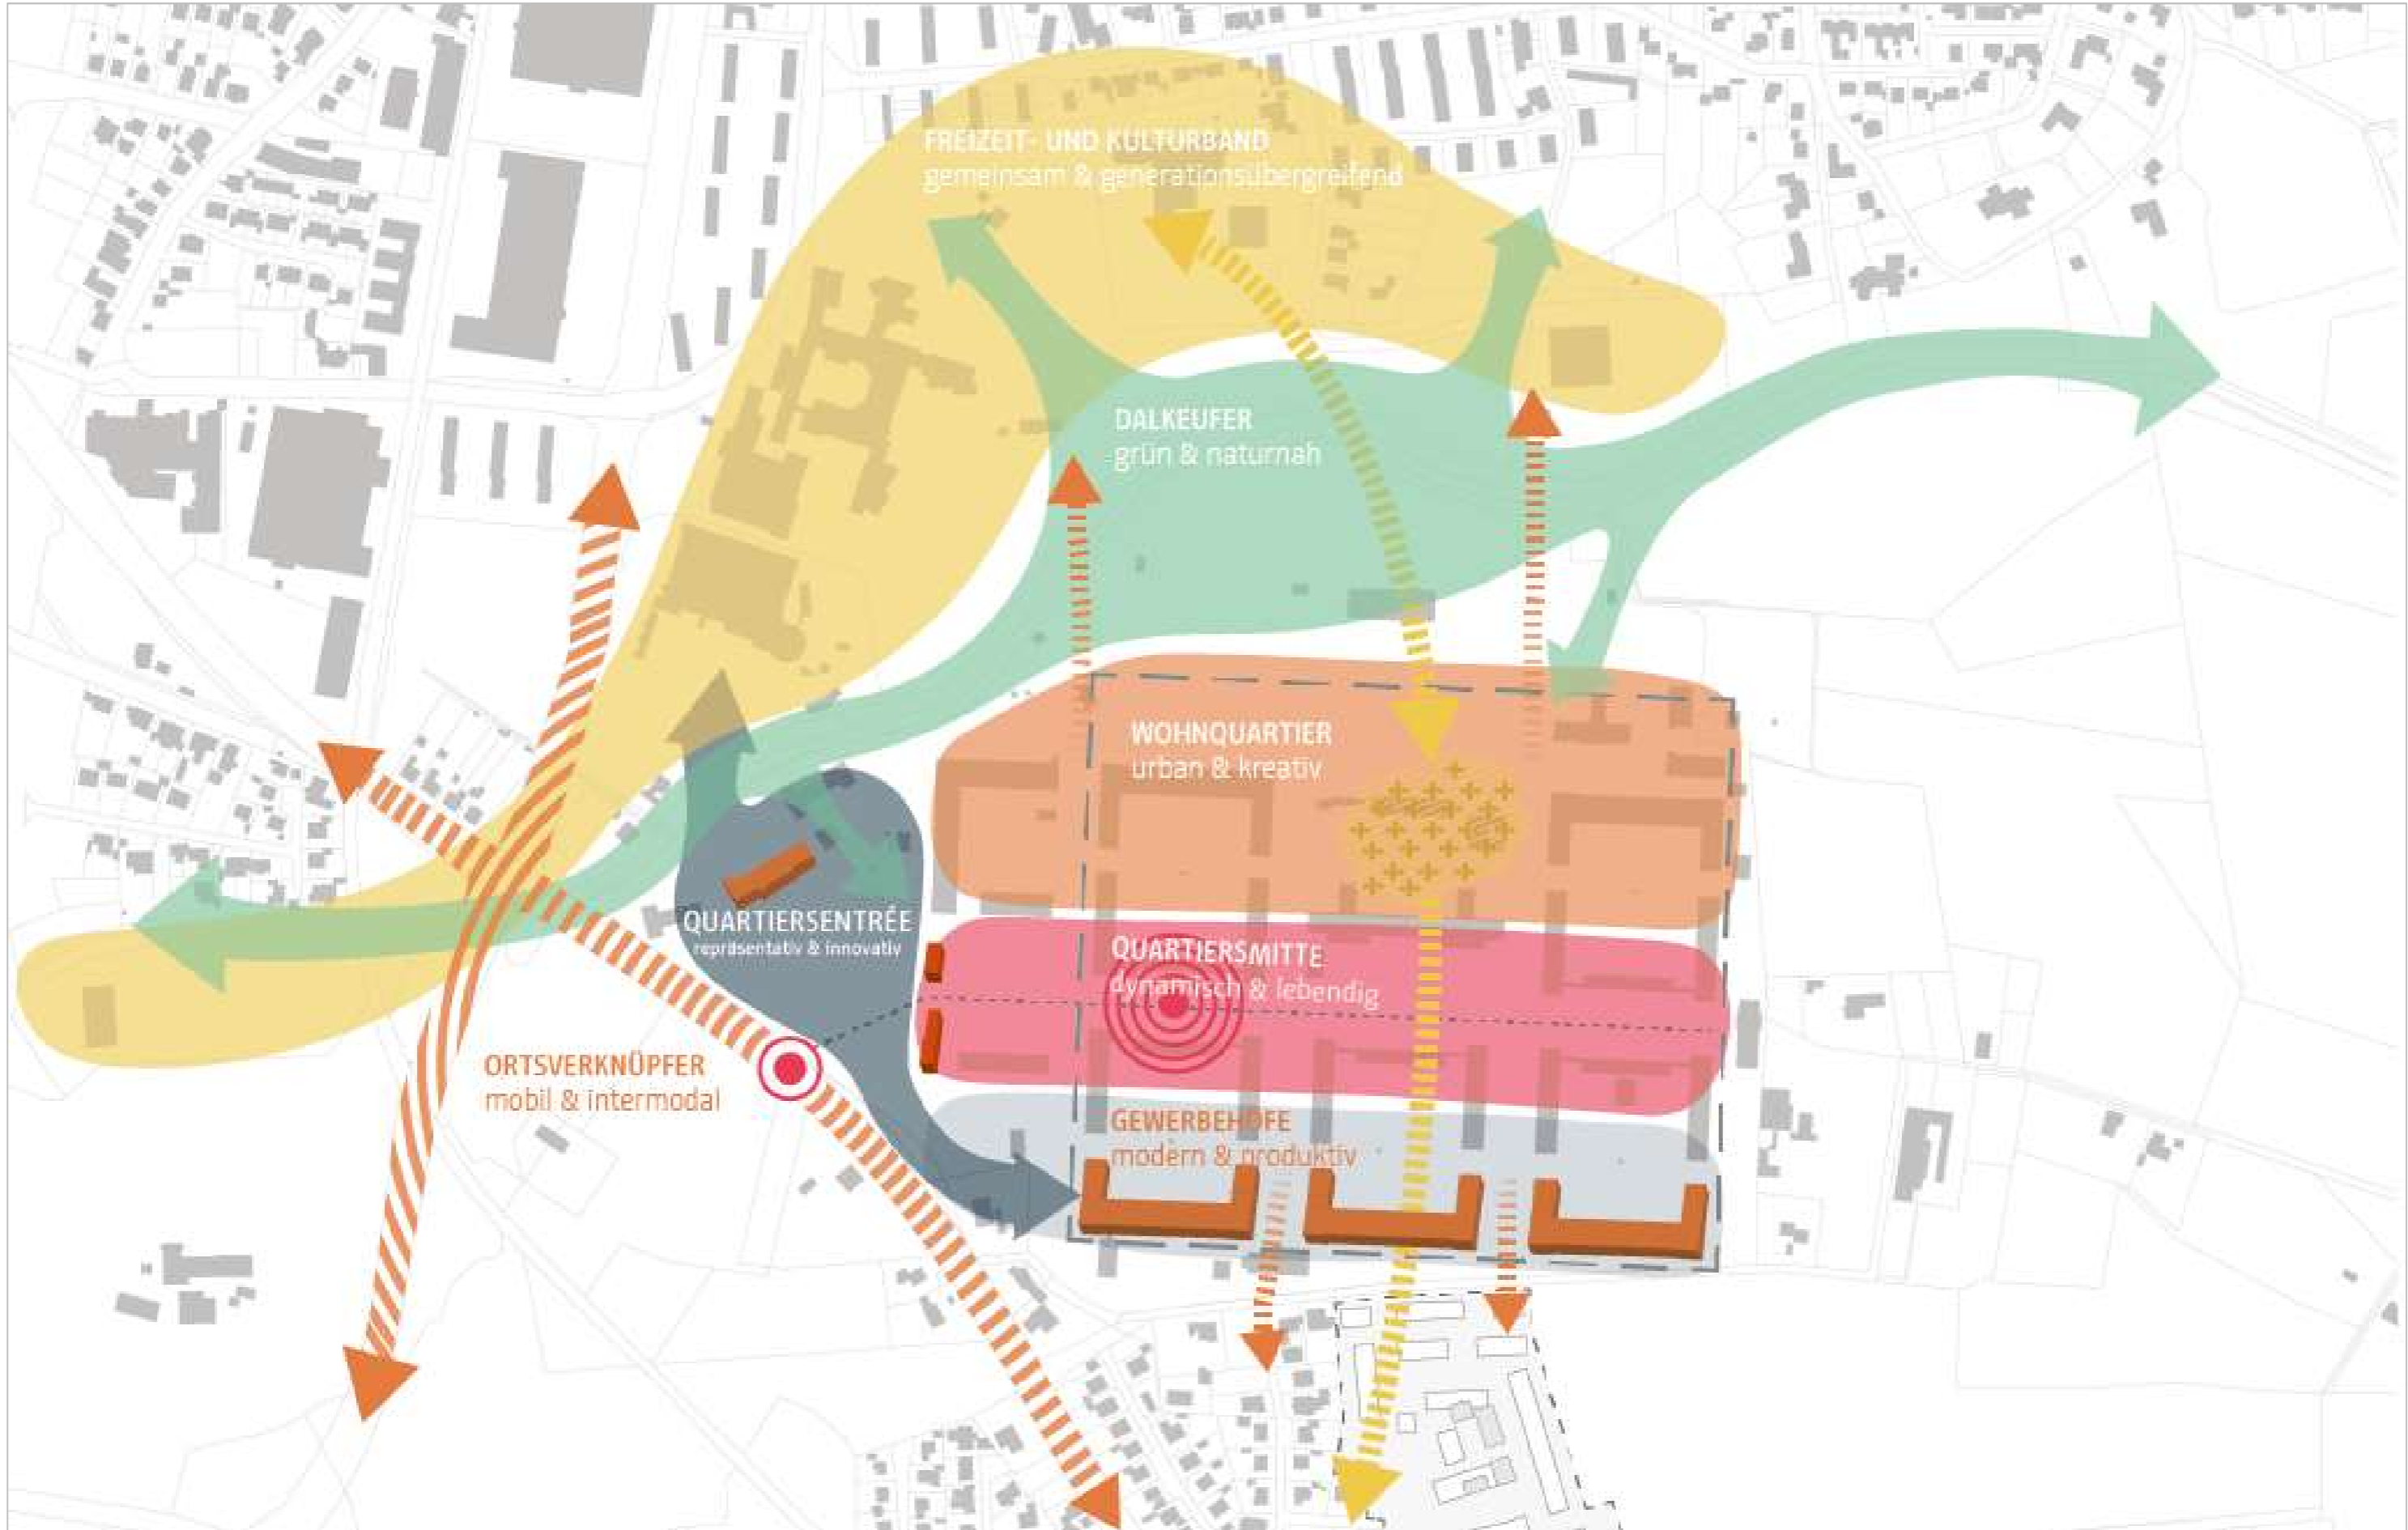 FREIZEIT- UND KULTURBAND
gemeinsam & generationsübergreifend
DALKEUFER
grün & naturnah
WOHNQUARTIER
urban & kreativ
QUARTIERSENTRÉE
repräsentativ & innovativ
QUARTIERSMITTE
dynamisch & lebendig
ORTSVERKNÜPFER
mobil & intermodal
GEWERBEHÖFE
modern & produktiv